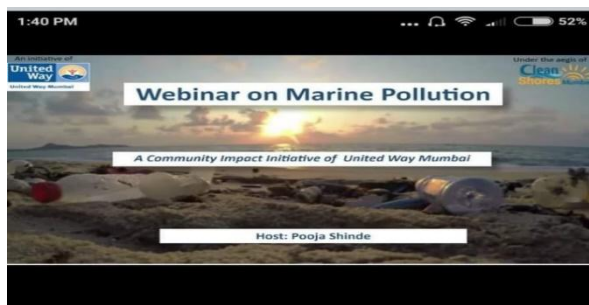 1:40 PM
52%
An initiative of
United
Way
United Way Mumbai
Under the aegis of
Clean
Shores Mumbai
Webinar on Marine Pollution
A Community Impact Initiative of United Way Mumbai
Host: Pooja Shinde